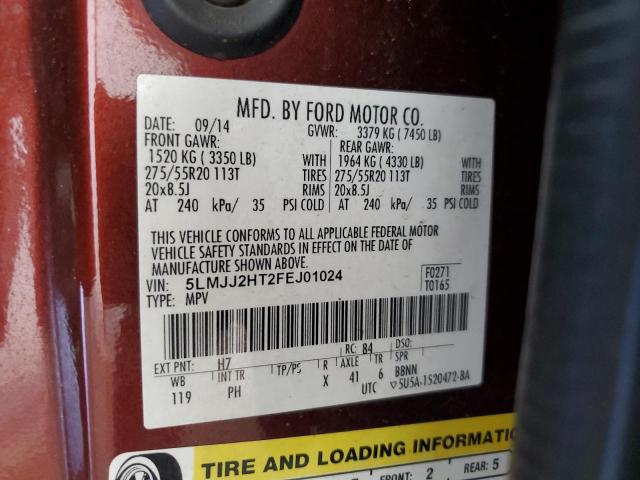 MFD. BY FORD MOTOR CO.
DATE: 09/14 GVWR: 3379 KG ( 7450 LB)
FRONT GAWR: REAR GAWR:
1520 KG ( 3350 LB) WITH 1964 KG ( 4330 LB) WITH
275/55R20 113T TIRES 275/55R20 113T TIRES
20x8.5J RIMS 20x8.5J RIMS
AT 240 kPa/ 35 PSI COLD AT 240 kPa/ 35 PSI COLD
THIS VEHICLE CONFORMS TO ALL APPLICABLE FEDERAL MOTOR
VEHICLE SAFETY STANDARDS IN EFFECT ON THE DATE OF
MANUFACTURE SHOWN ABOVE.
VIN: 5LMJJ2HT2FEJ01024 F0271
TYPE: MPV T0165
EXT PNT: H7 RC: 84 DSO:
WB INT TR TP/PS R AXLE TR SPR
119 PH X 41 6 BBNN
UTC ▽5U5A-1520472-BA
TIRE AND LOADING INFORMATIO
FRONT: 2 REAR: 5